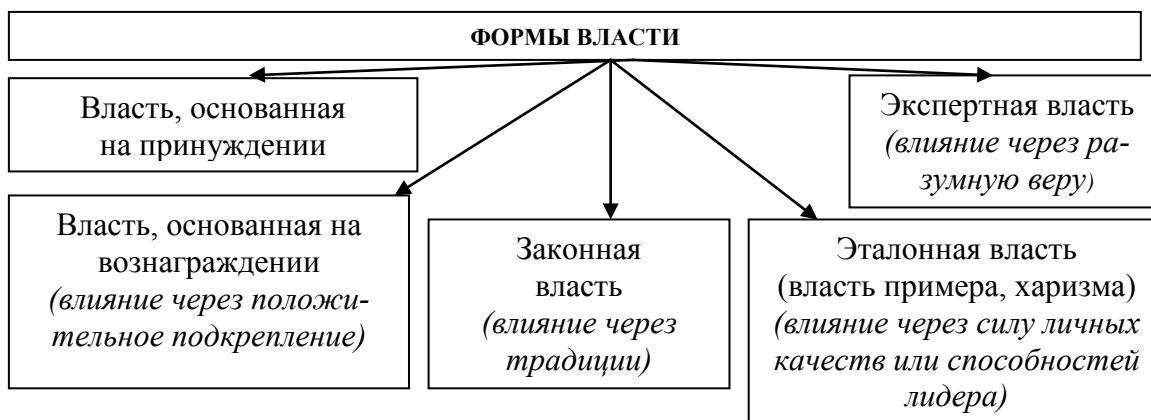 ФОРМЫ ВЛАСТИ
Власть, основанная
на принуждении
Экспертная власть
(влияние через ра-
зумную веру)
Власть, основанная на
вознаграждении
(влияние через положи-
тельное подкрепление)
Законная
власть
(влияние через
традиции)
Эталонная власть
(власть примера, харизма)
(влияние через силу личных
качеств или способностей
лидера)